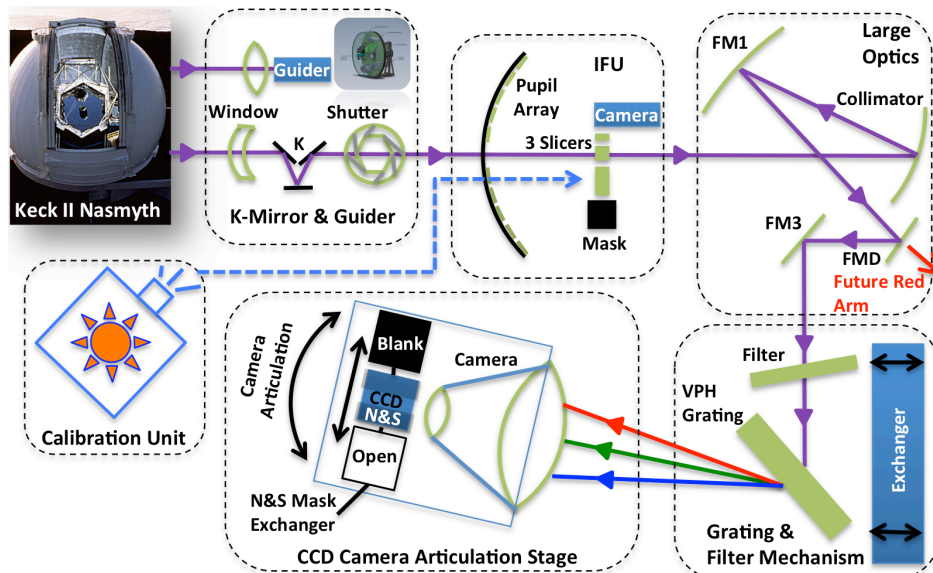 Keck II Nasmyth
Guider
Window
Shutter
K
K-Mirror & Guider
Pupil
Array
IFU
Camera
3 Slicers
Mask
FM1
Large
Optics
Collimator
FM3
FMD
Future Red
Arm
Calibration Unit
Camera
Articulation
Blank
CCD
N&S
Open
N&S Mask
Exchanger
Camera
CCD Camera Articulation Stage
Filter
VPH
Grating
Exchanger
Grating &
Filter Mechanism